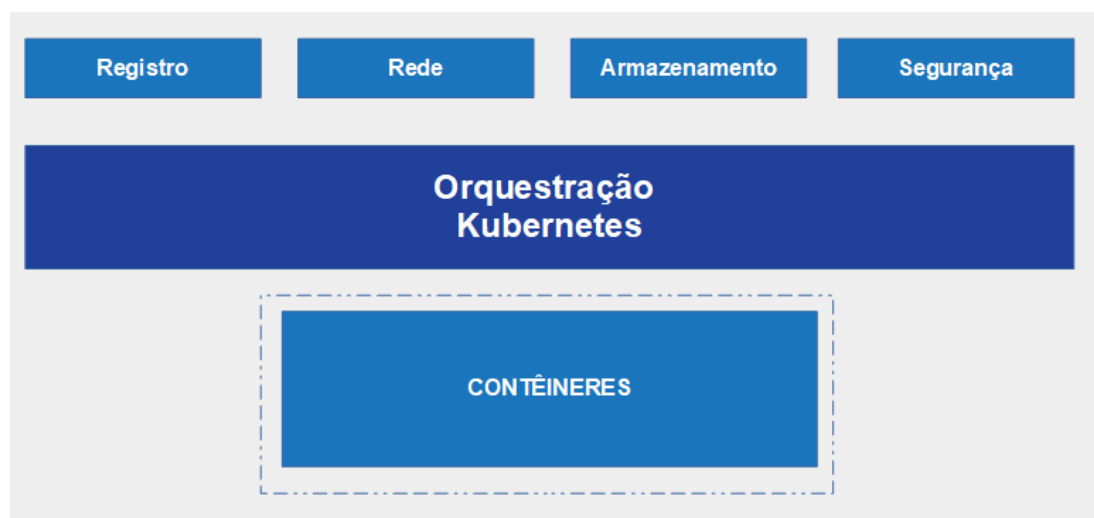 Registro
Rede
Armazenamento
Segurança
Orquestração
Kubernetes
CONTÊINERES